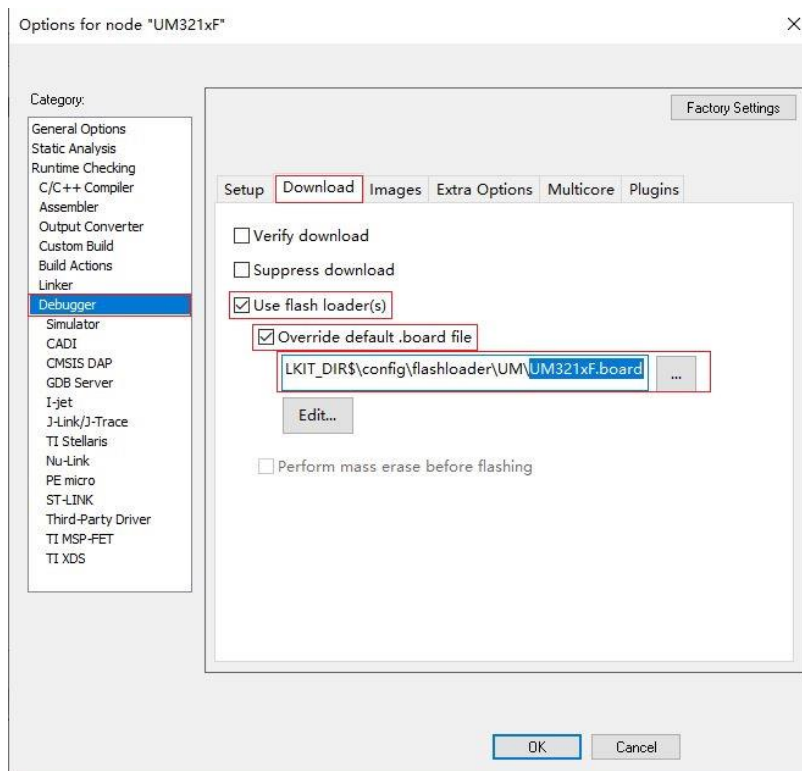 Options for node "UM321xF"
Category:
Factory Settings
General Options
Static Analysis
Runtime Checking
C/C++ Compiler
Assembler
Output Converter
Custom Build
Build Actions
Linker
Debugger
Simulator
CADI
CMSIS DAP
GDB Server
I-jet
J-Link/J-Trace
TI Stellaris
Nu-Link
PE micro
ST-LINK
Third-Party Driver
TI MSP-FET
TI XDS
Setup Download Images Extra Options Multicore Plugins
Verify download
Suppress download
Use flash loader(s)
Override default .board file
LKIT_DIR$\config\flashloader\UM\UM321xF.board
...
Edit...
Perform mass erase before flashing
OK Cancel